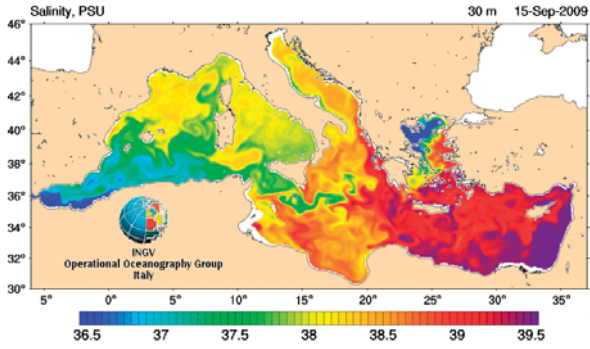 Salinity, PSU 30 m 15-Sep-2009
46°
44°
42°
40°
38°
36°
34°
32°
30°
INGV
Operational Oceanography Group
Italy
5° 0° 5° 10° 15° 20° 25° 30° 35°
36.5 37 37.5 38 38.5 39 39.5